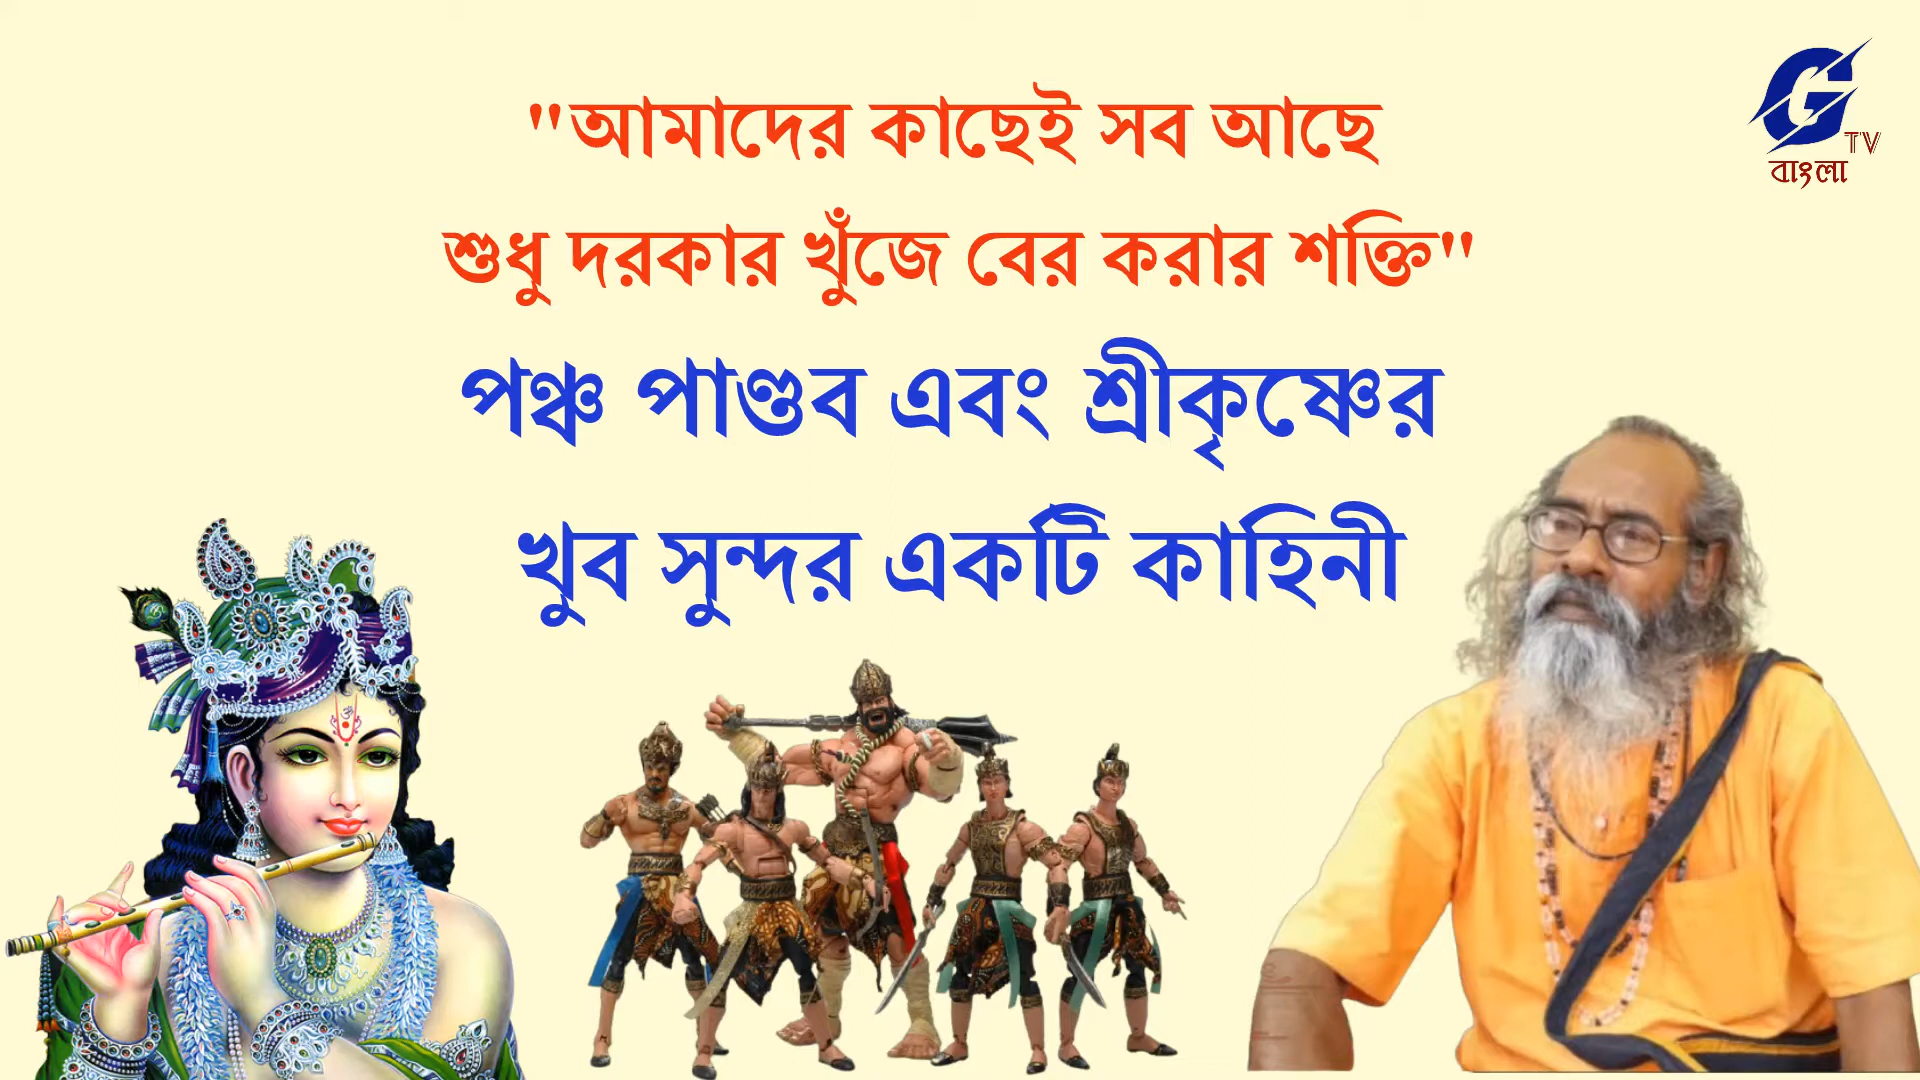 "আমাদের কাছেই সব আছে
শুধু দরকার খুঁজে বের করার শক্তি"
পঞ্চ পাণ্ডব এবং শ্রীকৃষ্ণের
খুব সুন্দর একটি কাহিনী
G TV
বাংলা